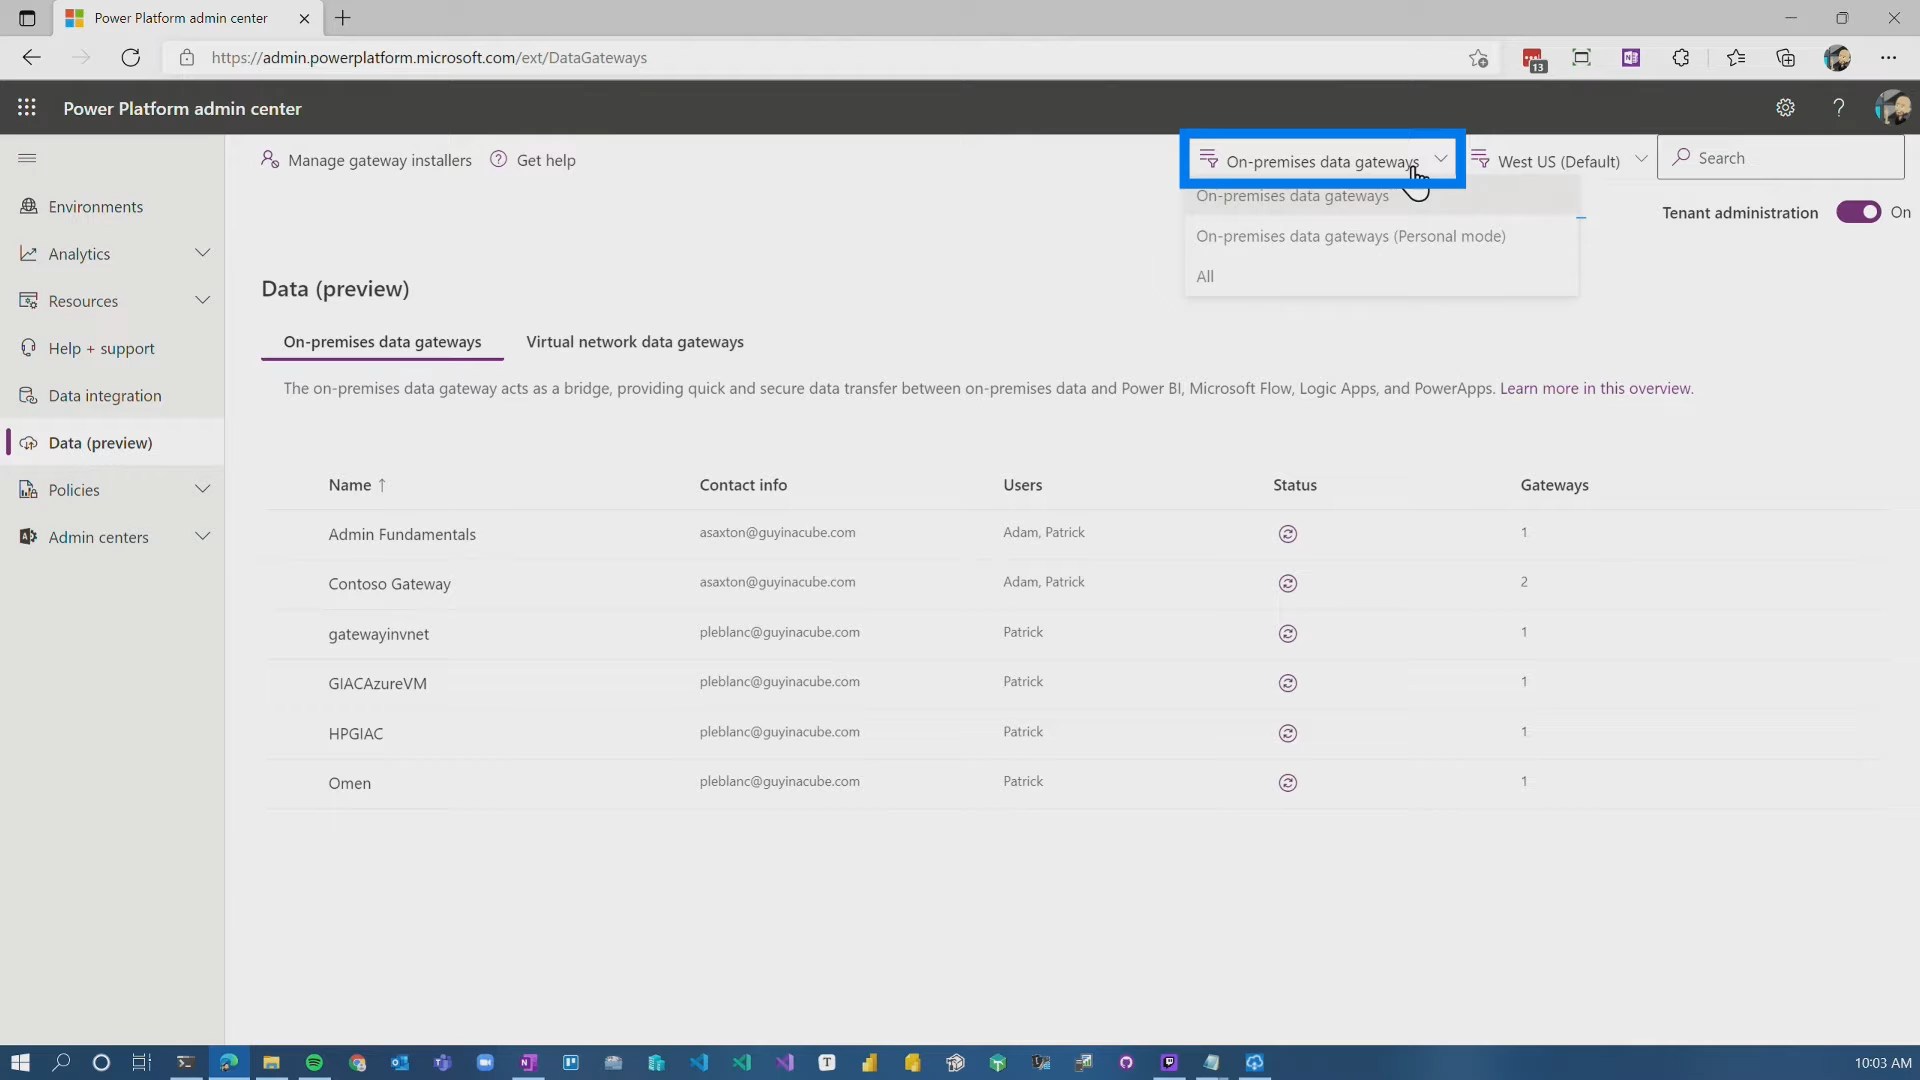 Power Platform admin center
https://admin.powerplatform.microsoft.com/ext/DataGateways
13
Power Platform admin center
Manage gateway installers
Get help
On-premises data gateways
West US (Default)
Search
On-premises data gateways
On-premises data gateways (Personal mode)
All
Tenant administration
On
Environments
Analytics
Resources
Help + support
Data integration
Data (preview)
Policies
Admin centers
Data (preview)
On-premises data gateways
Virtual network data gateways
The on-premises data gateway acts as a bridge, providing quick and secure data transfer between on-premises data and Power BI, Microsoft Flow, Logic Apps, and PowerApps. Learn more in this overview.
Name ↑ Contact info Users Status Gateways
Admin Fundamentals asaxton@guyinacube.com Adam, Patrick 1
Contoso Gateway asaxton@guyinacube.com Adam, Patrick 2
gatewayinvnet pleblanc@guyinacube.com Patrick 1
GIACAzureVM pleblanc@guyinacube.com Patrick 1
HPGIAC pleblanc@guyinacube.com Patrick 1
Omen pleblanc@guyinacube.com Patrick 1
10:03 AM